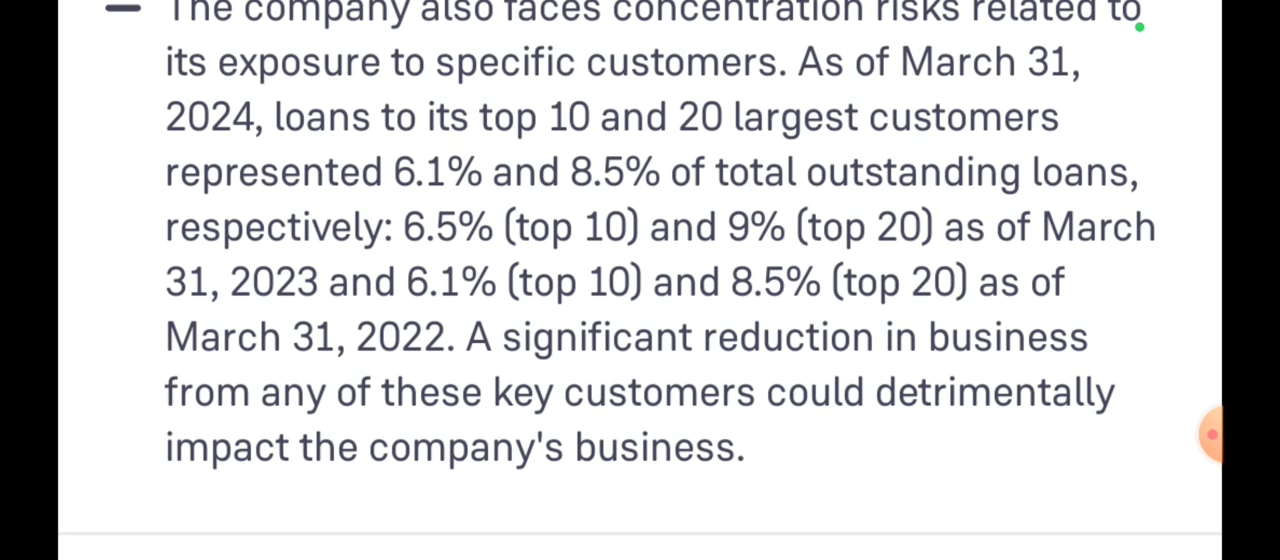 The company also faces concentration risks related to
its exposure to specific customers. As of March 31,
2024, loans to its top 10 and 20 largest customers
represented 6.1% and 8.5% of total outstanding loans,
respectively: 6.5% (top 10) and 9% (top 20) as of March
31, 2023 and 6.1% (top 10) and 8.5% (top 20) as of
March 31, 2022. A significant reduction in business
from any of these key customers could detrimentally
impact the company's business.